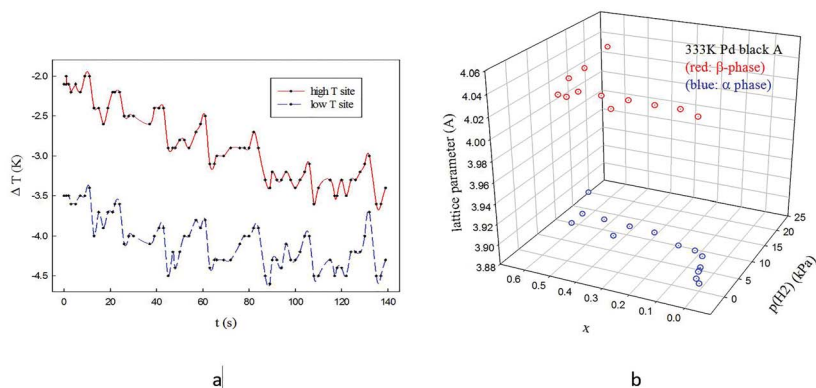 -2.0
-2.5
-3.0
-3.5
-4.0
-4.5
Δ T (K)
0 20 40 60 80 100 120 140
t (s)
high T site
low T site
a
333K Pd black A
(red: β-phase)
(blue: α phase)
4.06
4.04
4.02
4.00
3.98
3.96
3.94
3.92
3.90
3.88
lattice parameter (A)
0.6 0.5 0.4 0.3 0.2 0.1 0.0
x
0 5 10 15 20 25
p(H2) (kPa)
b